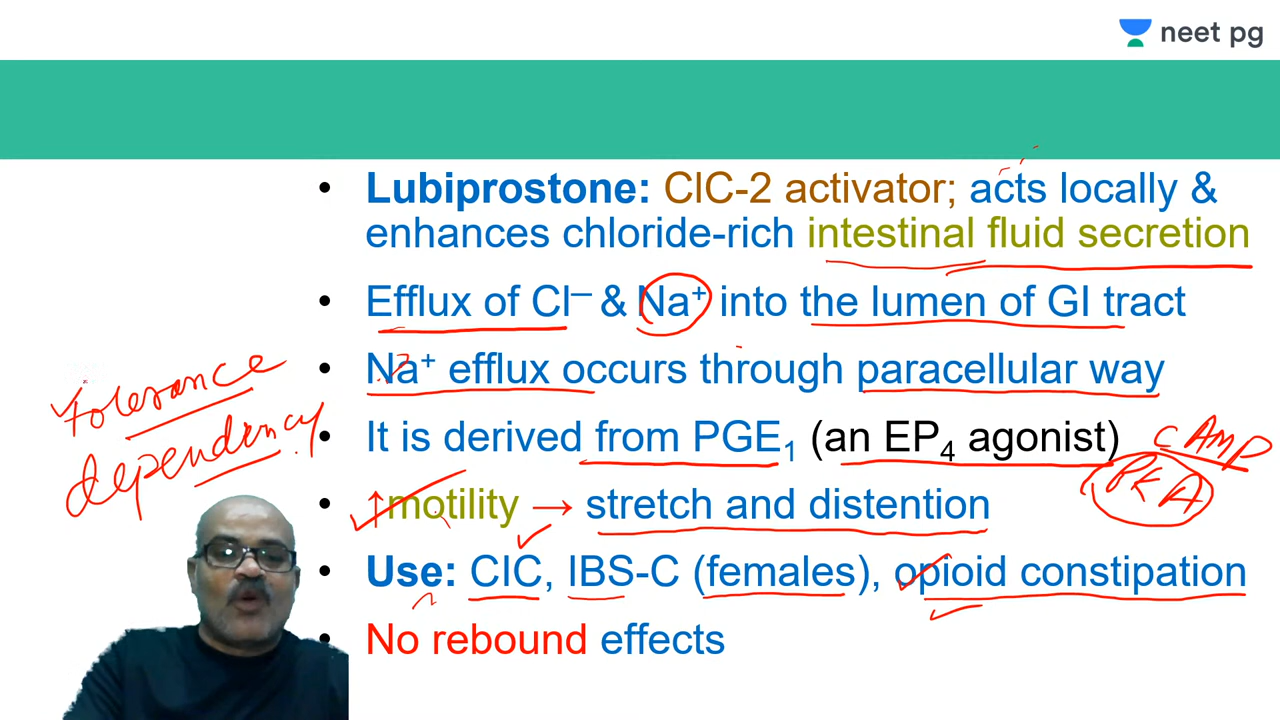 neet pg
• Lubiprostone: ClC-2 activator; acts locally &
enhances chloride-rich intestinal fluid secretion
• Efflux of Cl– & Na+ into the lumen of GI tract
• Na+ efflux occurs through paracellular way
• It is derived from PGE1 (an EP4 agonist)
• ↑motility → stretch and distention
• Use: CIC, IBS-C (females), opioid constipation
• No rebound effects
Tolerance
dependency
cAMP
PKA